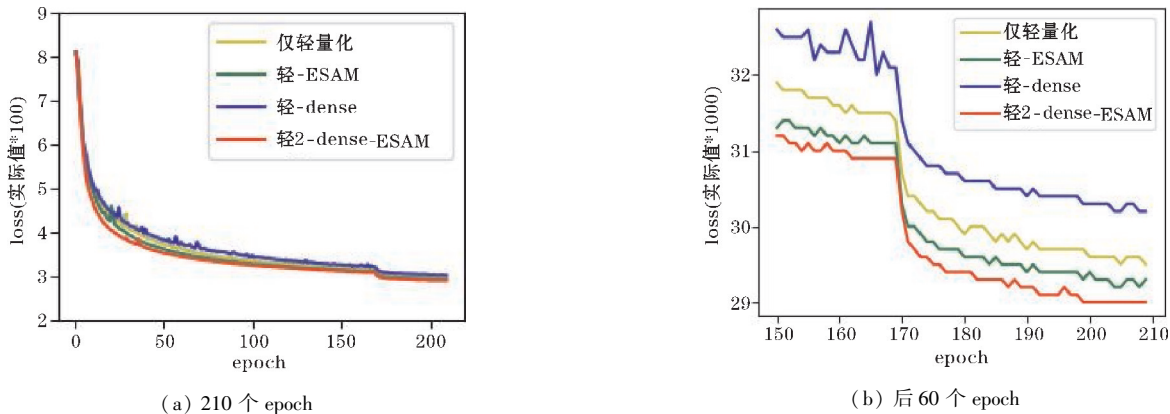 9
8
7
6
5
4
3
2
loss(实际值*100)
仅轻量化
轻-ESAM
轻-dense
轻2-dense-ESAM
0 50 100 150 200
epoch
(a) 210 个 epoch
32
31
30
29
loss(实际值*1000)
仅轻量化
轻-ESAM
轻-dense
轻2-dense-ESAM
150 160 170 180 190 200 210
epoch
(b) 后 60 个 epoch